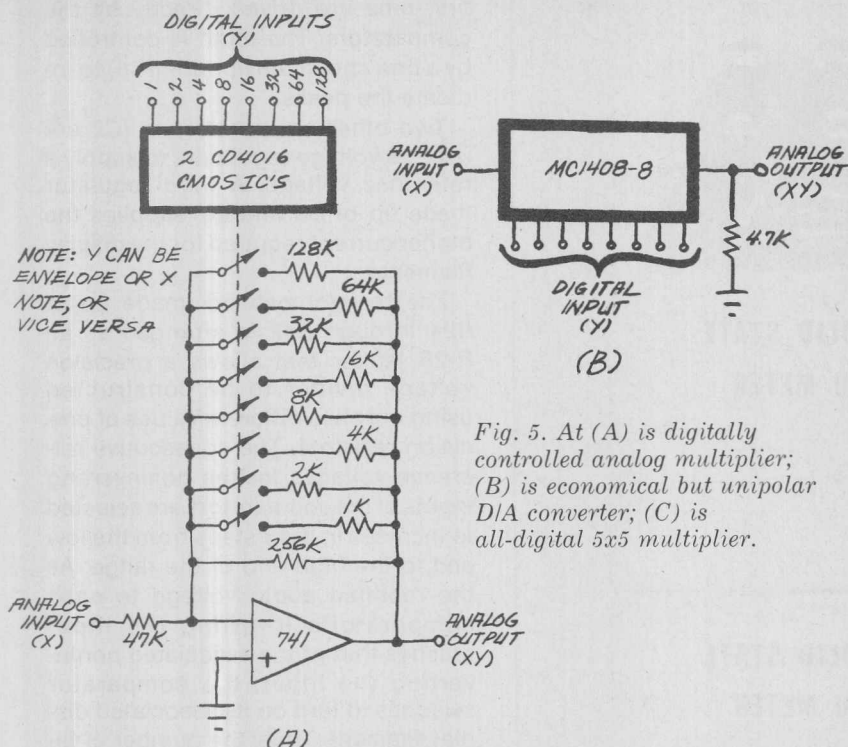 DIGITAL INPUTS
(Y)
1 2 4 8 16 32 64 128
2 CD4016
CMOS IC'S
NOTE: Y CAN BE
ENVELOPE OR X
NOTE, OR
VICE VERSA
128K
64K
32K
16K
8K
4K
2K
1K
256K
ANALOG
INPUT
(X)
47K
-
+
741
ANALOG
OUTPUT
(XY)
(A)
ANALOG
INPUT
(X)
MC1408-8
ANALOG
OUTPUT
(XY)
4.7K
DIGITAL
INPUT
(Y)
(B)
Fig. 5. At (A) is digitally
controlled analog multiplier;
(B) is economical but unipolar
D/A converter; (C) is
all-digital 5x5 multiplier.